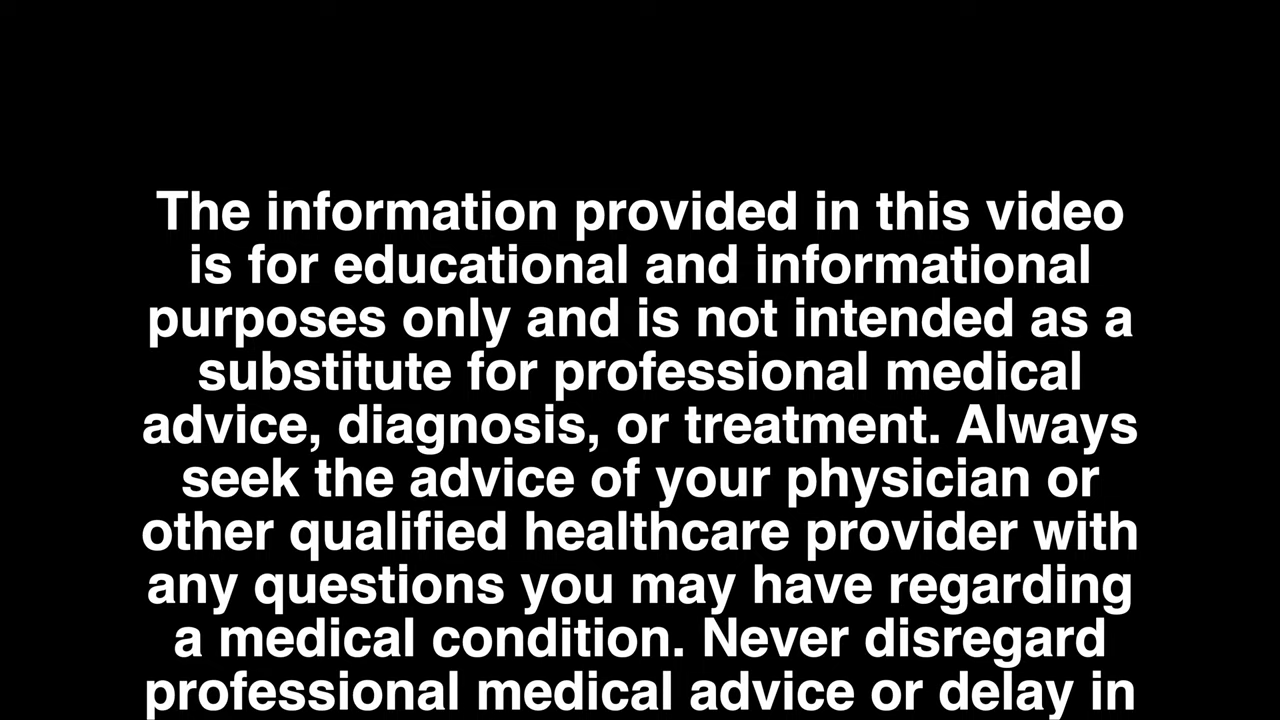 The information provided in this video
is for educational and informational
purposes only and is not intended as a
substitute for professional medical
advice, diagnosis, or treatment. Always
seek the advice of your physician or
other qualified healthcare provider with
any questions you may have regarding
a medical condition. Never disregard
professional medical advice or delay in